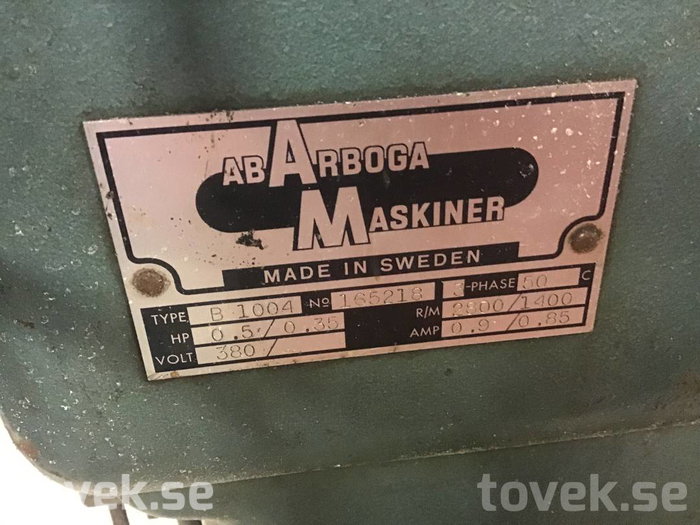 AB ARBOGA
MASKINER
MADE IN SWEDEN
TYPE B 1004 No 165218 3-PHASE 50 C
HP 0.5/ 0.35 R/M 2800/1400
VOLT 380/ AMP 0.9 /0.85
tovek.se tovek.se